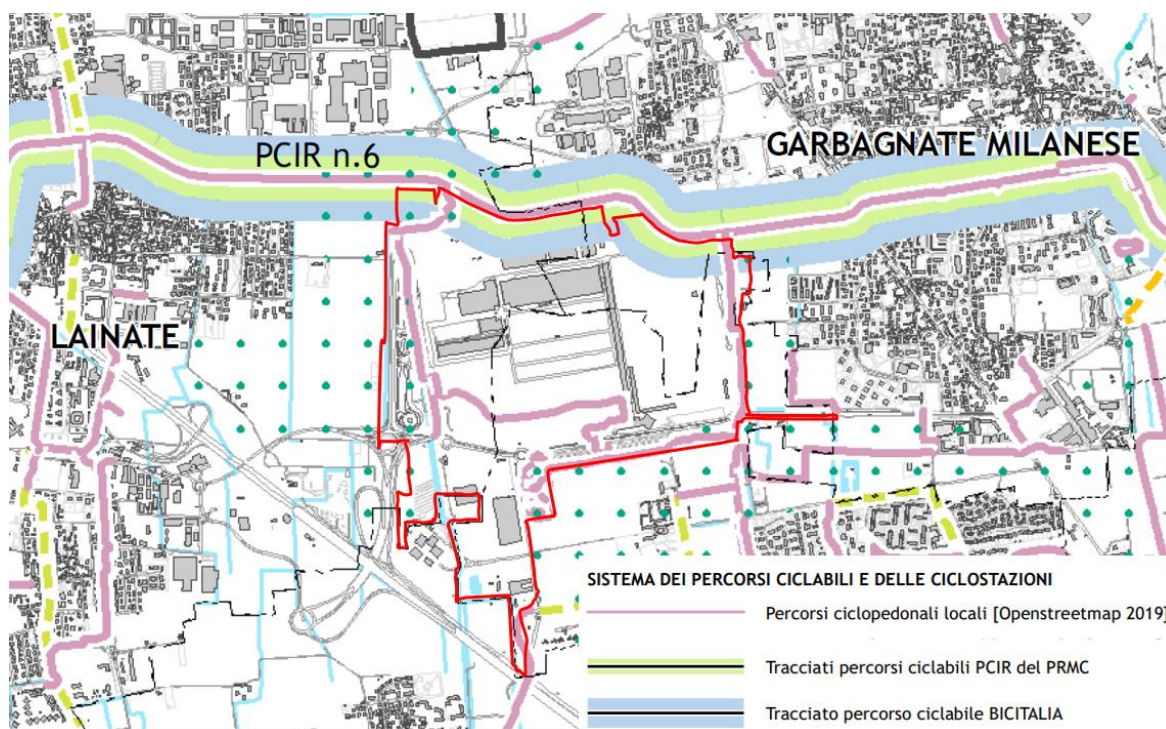 PCIR n.6
GARBAGNATE MILANESE
LAINATE
SISTEMA DEI PERCORSI CICLABILI E DELLE CICLOSTAZIONI
Percorsi ciclopedonali locali [Openstreetmap 2019]
Tracciati percorsi ciclabili PCIR del PRMC
Tracciato percorso ciclabile BICITALIA